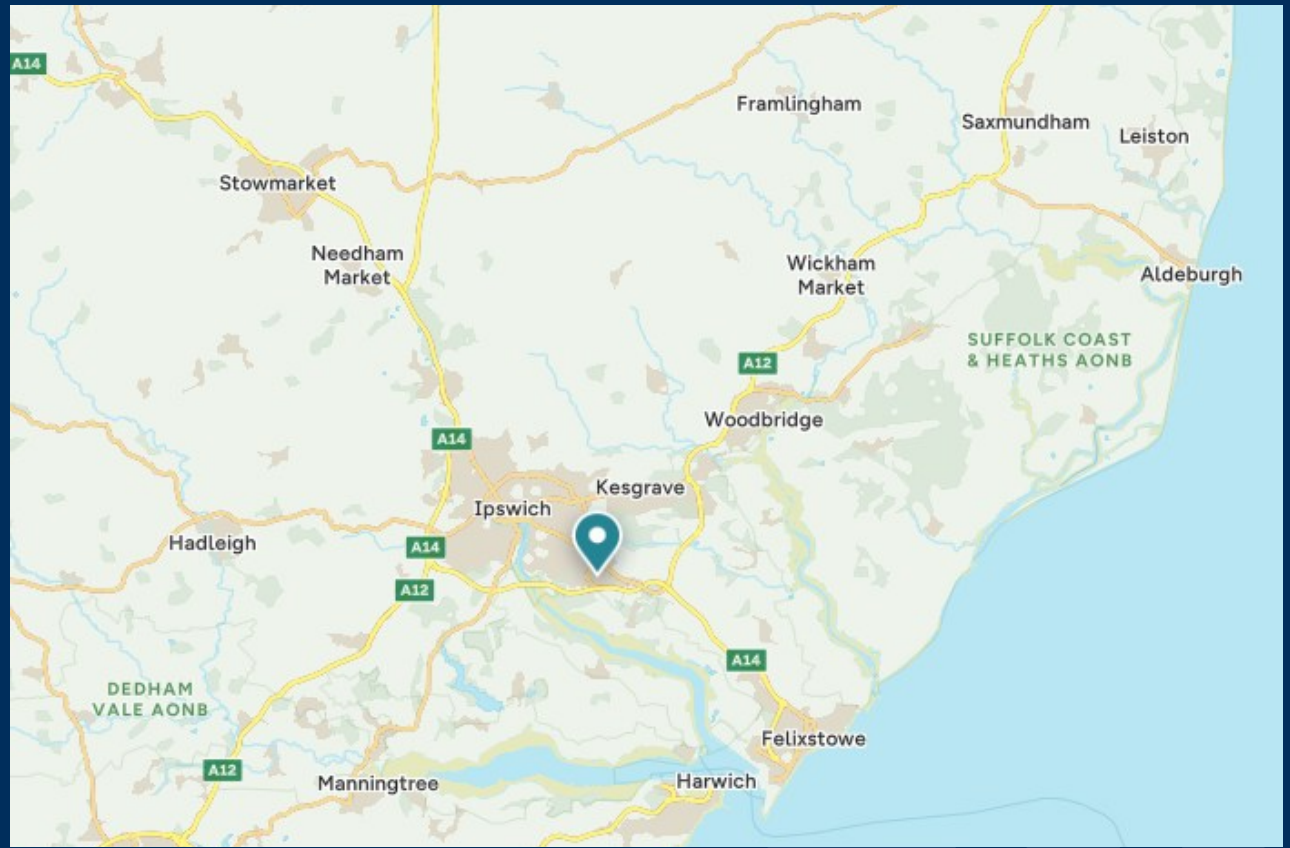 A14
Framlingham
Saxmundham
Leiston
Stowmarket
Needham
Market
Wickham
Market
Aldeburgh
SUFFOLK COAST
& HEATHS AONB
A12
Woodbridge
A14
Kesgrave
Ipswich
Hadleigh
A14
A12
A14
DEDHAM
VALE AONB
Felixstowe
A12
Manningtree
Harwich